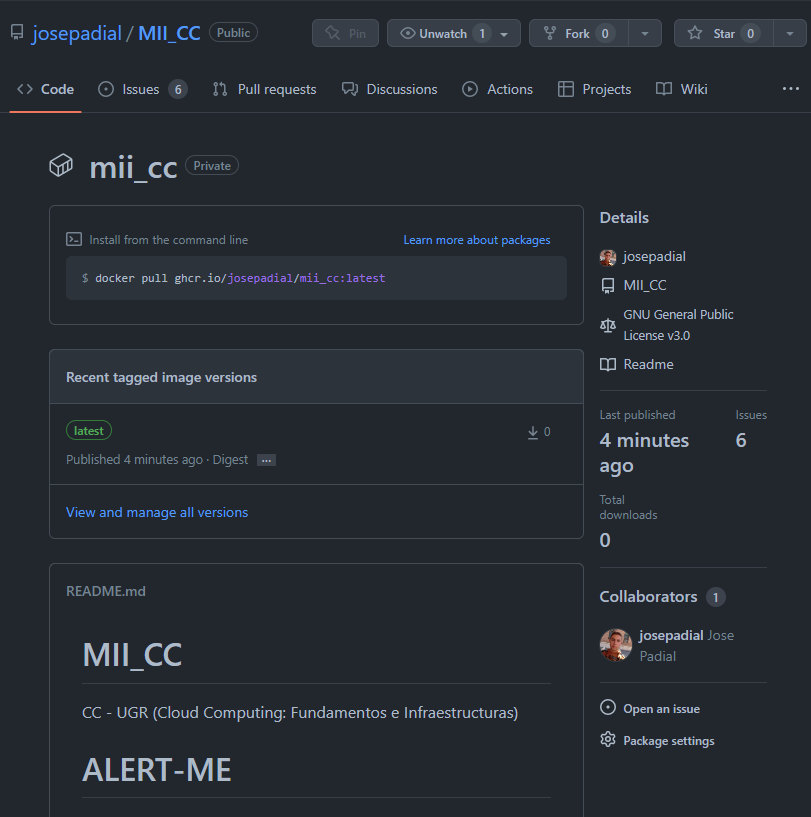 josepadial / MII_CC Public
Pin Unwatch 1 Fork 0 Star 0
Code Issues 6 Pull requests Discussions Actions Projects Wiki ...
mii_cc Private
Install from the command line Learn more about packages
$ docker pull ghcr.io/josepadial/mii_cc:latest
Recent tagged image versions
latest 0
Published 4 minutes ago · Digest ...
View and manage all versions
README.md
MII_CC
CC - UGR (Cloud Computing: Fundamentos e Infraestructuras)
ALERT-ME
Details
josepadial
MII_CC
GNU General Public
License v3.0
Readme
Last published Issues
4 minutes 6
ago
Total
downloads
0
Collaborators 1
josepadial Jose
Padial
Open an issue
Package settings